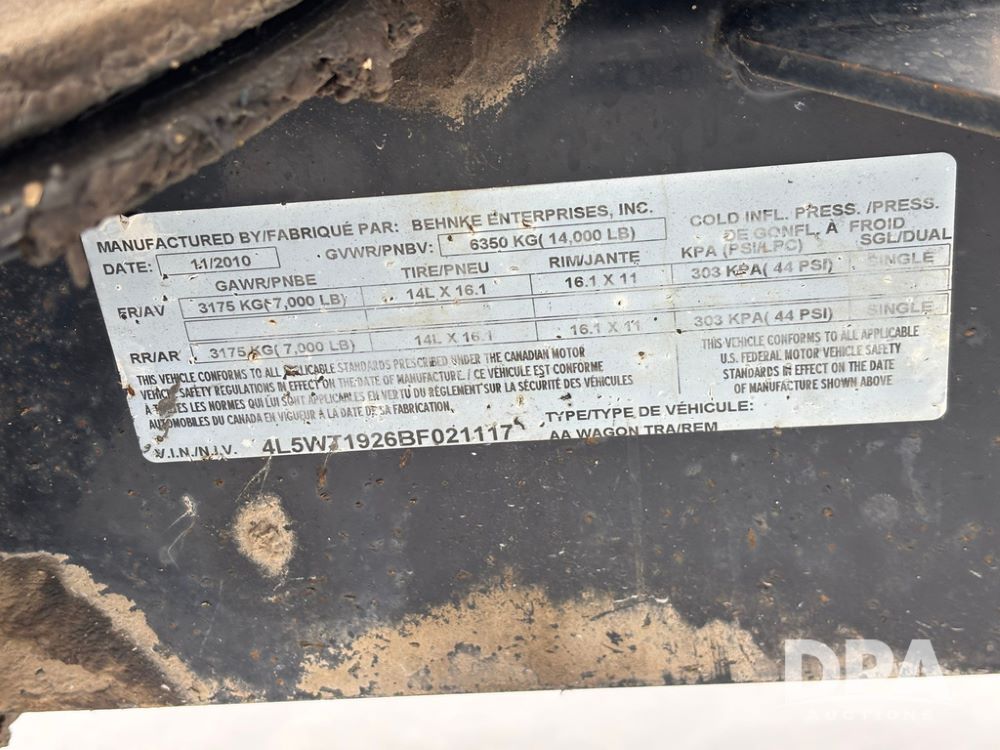 MANUFACTURED BY/FABRIQUÉ PAR: BEHNKE ENTERPRISES, INC.
DATE: 11/2010 GVWR/PNBV: 6350 KG( 14,000 LB)
COLD INFL. PRESS. /PRESS.
DE GONFL. À FROID
GAWR/PNBE TIRE/PNEU RIM/JANTE KPA (PSI/LPC) SGL/DUAL
FR/AV 3175 KG( 7,000 LB) 14L X 16.1 16.1 X 11 303 KPA( 44 PSI) SINGLE
RR/AR 3175 KG( 7,000 LB) 14L X 16.1 16.1 X 11 303 KPA( 44 PSI) SINGLE
THIS VEHICLE CONFORMS TO ALL APPLICABLE STANDARDS PRESCRIBED UNDER THE CANADIAN MOTOR
VEHICLE SAFETY REGULATIONS IN EFFECT ON THE DATE OF MANUFACTURE. / CE VEHICULE EST CONFORME
À TOUTES LES NORMES QUI LUI SONT APPLICABLES EN VERTU DU RÈGLEMENT SUR LA SÉCURITÉ DES VÉHICULES
AUTOMOBILES DU CANADA EN VIGUEUR À LA DATE DE SA FABRICATION.
THIS VEHICLE CONFORMS TO ALL APPLICABLE
U.S. FEDERAL MOTOR VEHICLE SAFETY
STANDARDS IN EFFECT ON THE DATE
OF MANUFACTURE SHOWN ABOVE
V.I.N./N.I.V. 4L5WT1926BF021117
TYPE/TYPE DE VÉHICULE:
AA WAGON TRA/REM
DPA
AUCTIONS